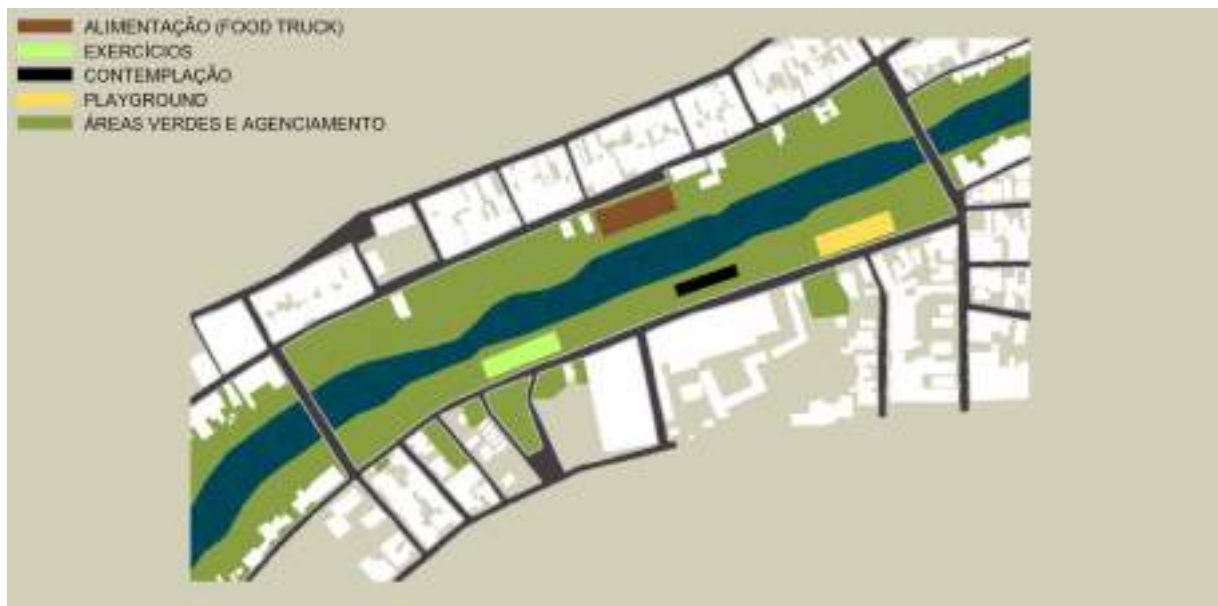 ALIMENTAÇÃO (FOOD TRUCK)
EXERCÍCIOS
CONTEMPLAÇÃO
PLAYGROUND
ÁREAS VERDES E AGENCIAMENTO